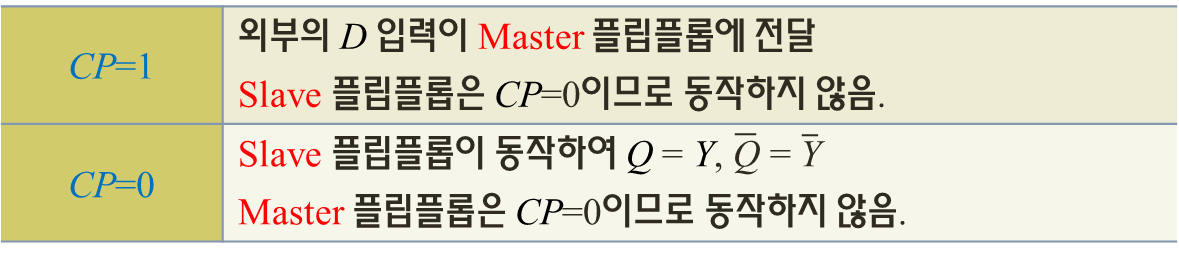 CP=1
외부의 D 입력이 Master 플립플롭에 전달
Slave 플립플롭은 CP=0이므로 동작하지 않음.
CP=0
Slave 플립플롭이 동작하여 Q = Y, Q̅ = Y̅
Master 플립플롭은 CP=0이므로 동작하지 않음.